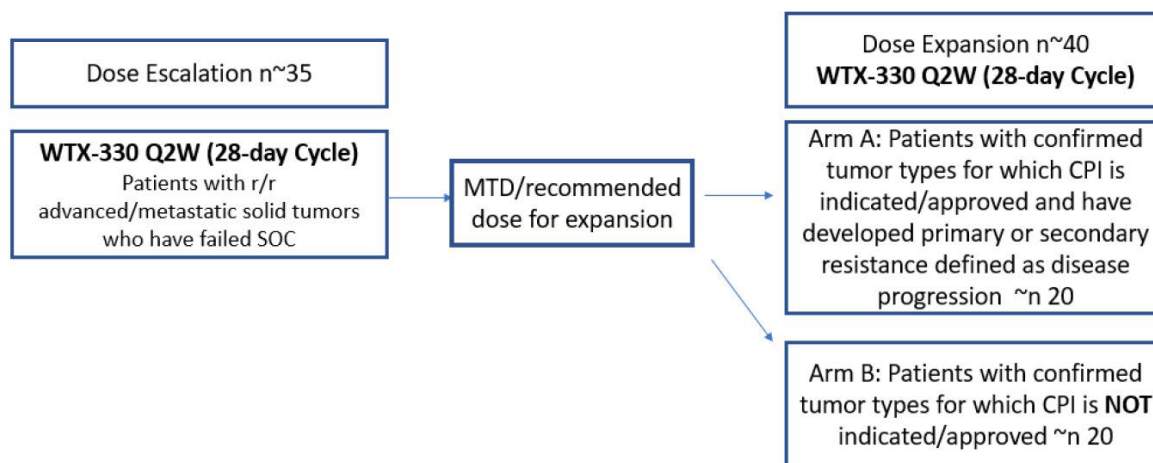 Dose Escalation n~35
WTX-330 Q2W (28-day Cycle)
Patients with r/r
advanced/metastatic solid tumors
who have failed SOC
MTD/recommended
dose for expansion
Dose Expansion n~40
WTX-330 Q2W (28-day Cycle)
Arm A: Patients with confirmed
tumor types for which CPI is
indicated/approved and have
developed primary or secondary
resistance defined as disease
progression ~n 20
Arm B: Patients with confirmed
tumor types for which CPI is NOT
indicated/approved ~n 20